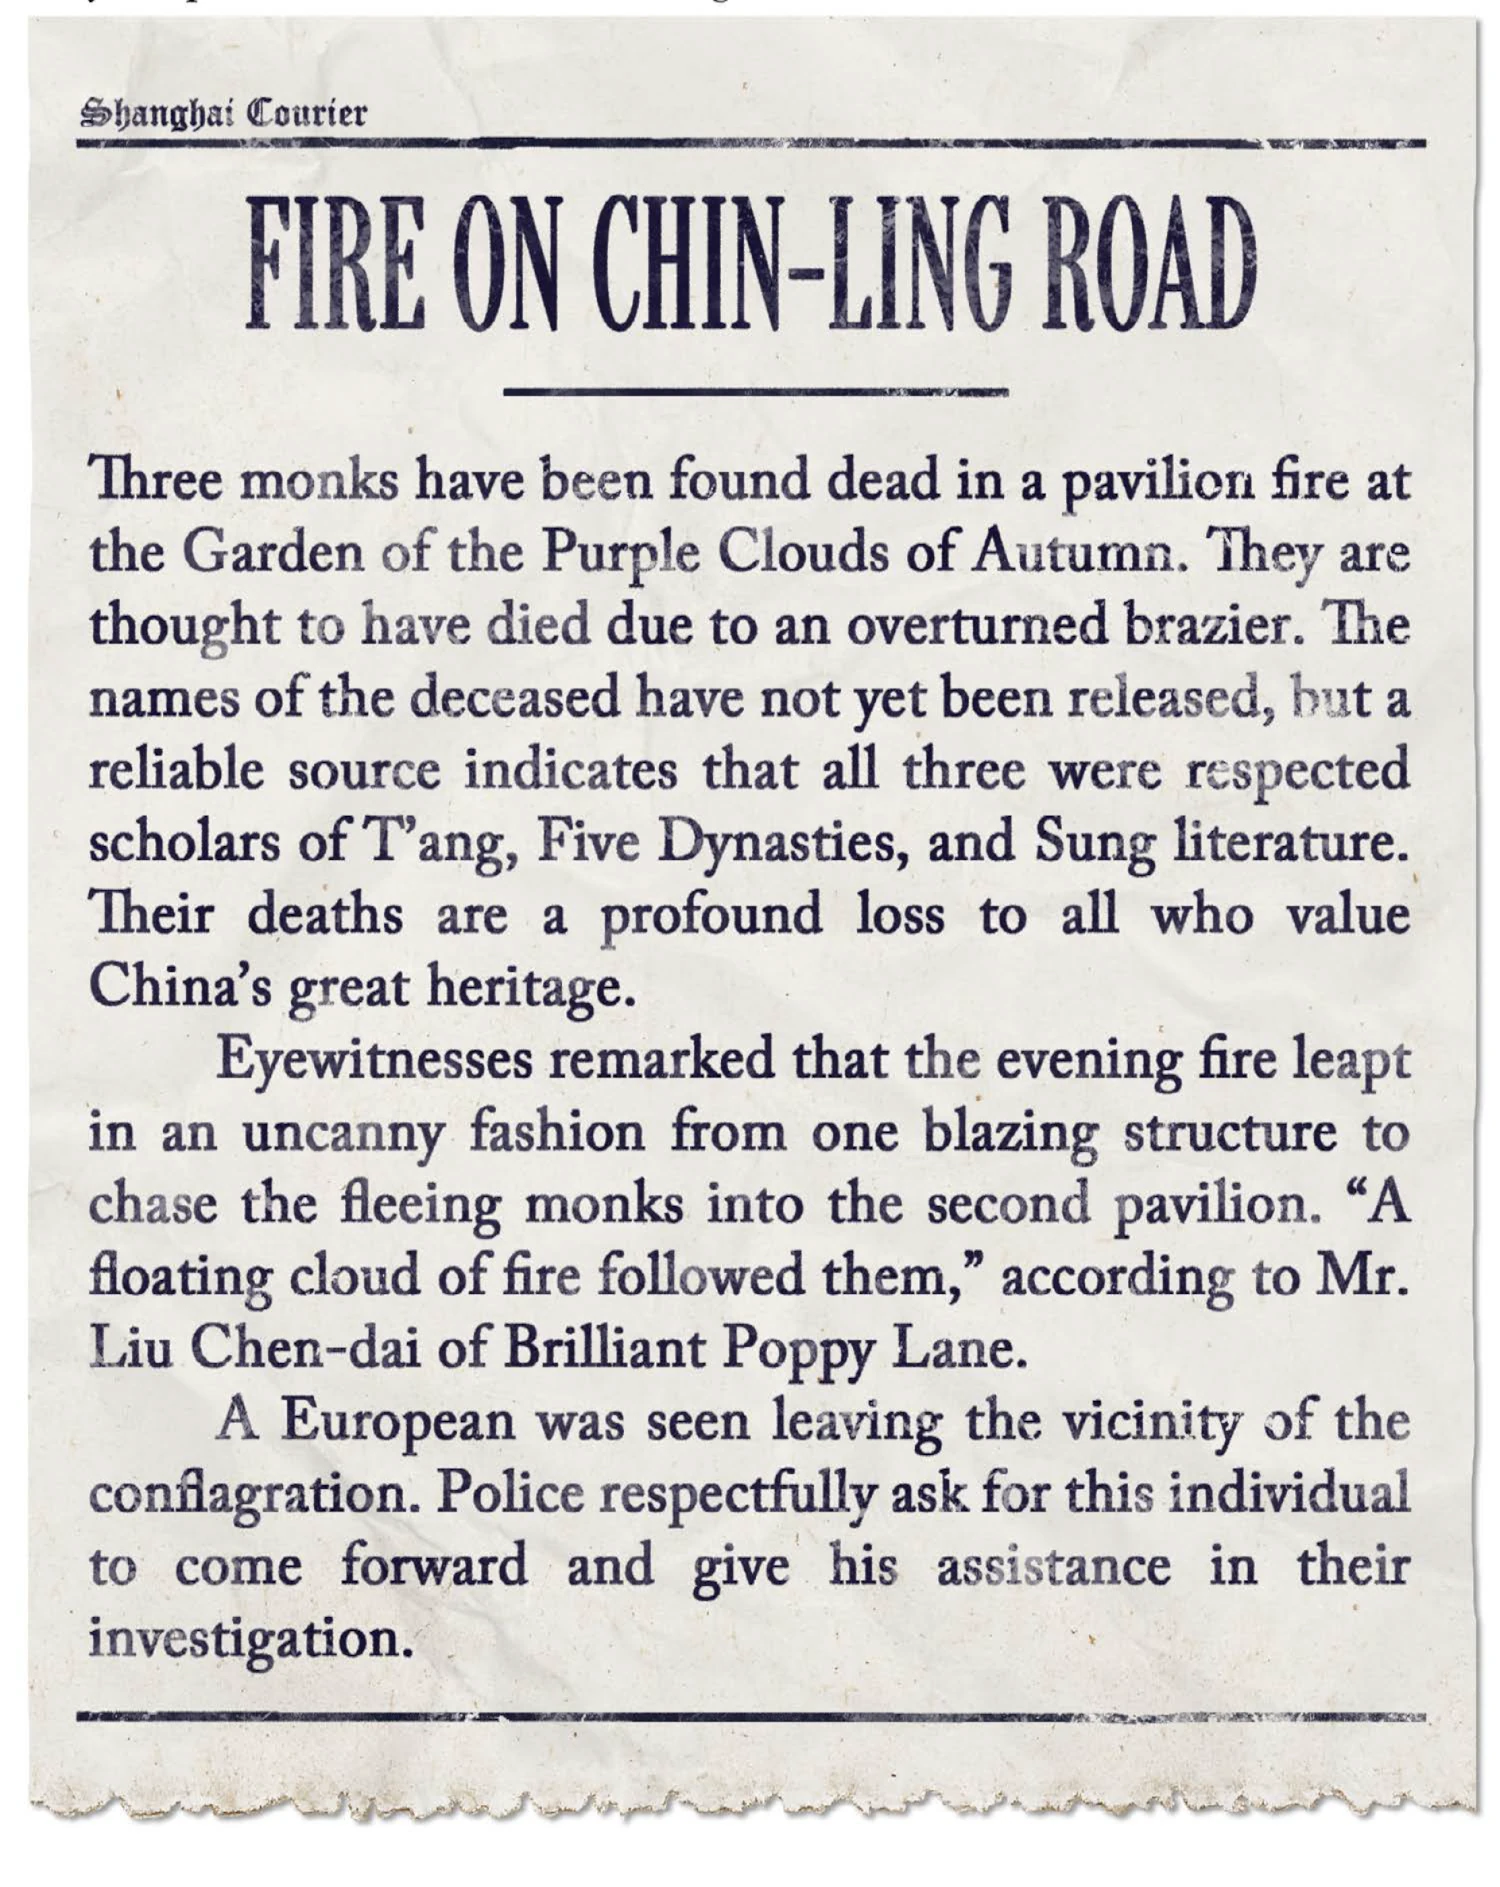 Shanghai Courier
FIRE ON CHIN-LING ROAD
Three monks have been found dead in a pavilion fire at
the Garden of the Purple Clouds of Autumn. They are
thought to have died due to an overturned brazier. The
names of the deceased have not yet been released, but a
reliable source indicates that all three were respected
scholars of T’ang, Five Dynasties, and Sung literature.
Their deaths are a profound loss to all who value
China’s great heritage.
Eyewitnesses remarked that the evening fire leapt
in an uncanny fashion from one blazing structure to
chase the fleeing monks into the second pavilion. “A
floating cloud of fire followed them,” according to Mr.
Liu Chen-dai of Brilliant Poppy Lane.
A European was seen leaving the vicinity of the
conflagration. Police respectfully ask for this individual
to come forward and give his assistance in their
investigation.